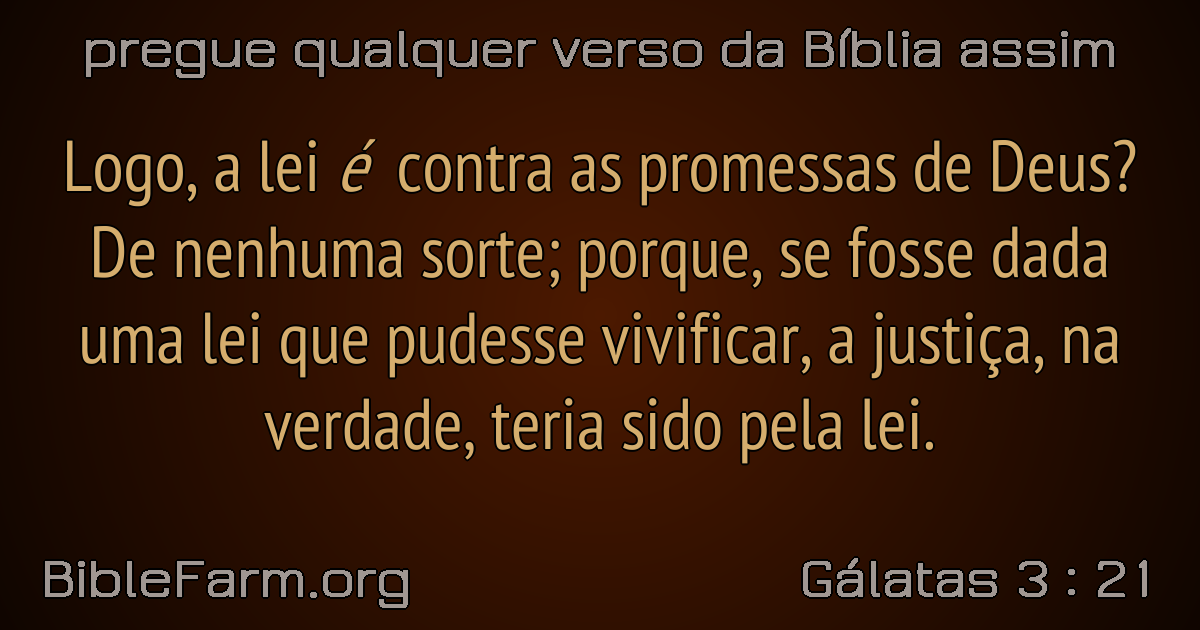 pregue qualquer verso da Bíblia assim
Logo, a lei é contra as promessas de Deus?
De nenhuma sorte; porque, se fosse dada
uma lei que pudesse vivificar, a justiça, na
verdade, teria sido pela lei.
BibleFarm.org
Gálatas 3 : 21